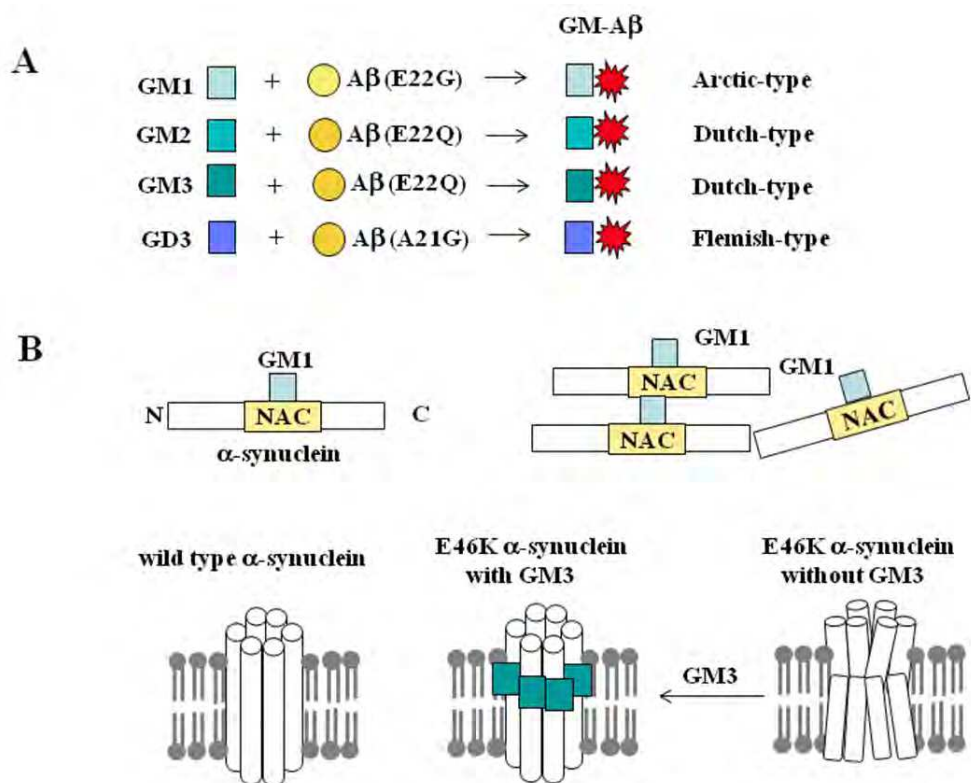 A
GM-Aβ
GM1 + Aβ(E22G) → Arctic-type
GM2 + Aβ(E22Q) → Dutch-type
GM3 + Aβ(E22Q) → Dutch-type
GD3 + Aβ(A21G) → Flemish-type
B
GM1
N NAC C
α-synuclein
GM1
NAC
NAC
GM1
NAC
wild type α-synuclein
E46K α-synuclein
with GM3
GM3
E46K α-synuclein
without GM3